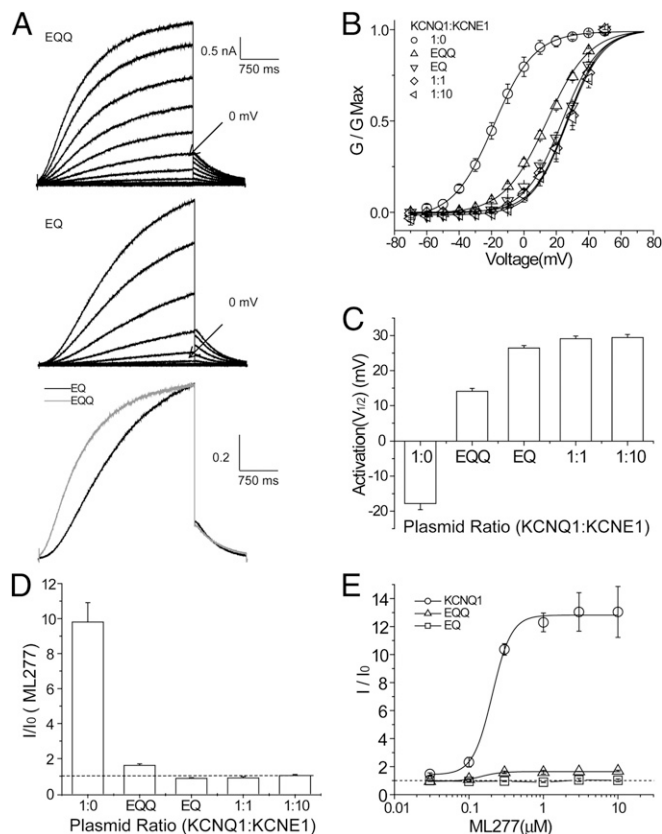 A
EQQ
0.5 nA
750 ms
0 mV
EQ
0 mV
EQ
EQQ
0.2
750 ms
B
KCNQ1:KCNE1
1:0
EQQ
EQ
1:1
1:10
G / G Max
1.0
0.5
0.0
-80 -60 -40 -20 0 20 40 60 80
Voltage(mV)
C
Activation(V1/2) (mV)
40
30
20
10
0
-10
-20
1:0 EQQ EQ 1:1 1:10
Plasmid Ratio (KCNQ1:KCNE1)
D
I/I0 ( ML277)
12
10
8
6
4
2
0
1:0 EQQ EQ 1:1 1:10
Plasmid Ratio (KCNQ1:KCNE1)
E
KCNQ1
EQQ
EQ
I / I0
14
12
10
8
6
4
2
0
0.01 0.1 1 10
ML277(μM)